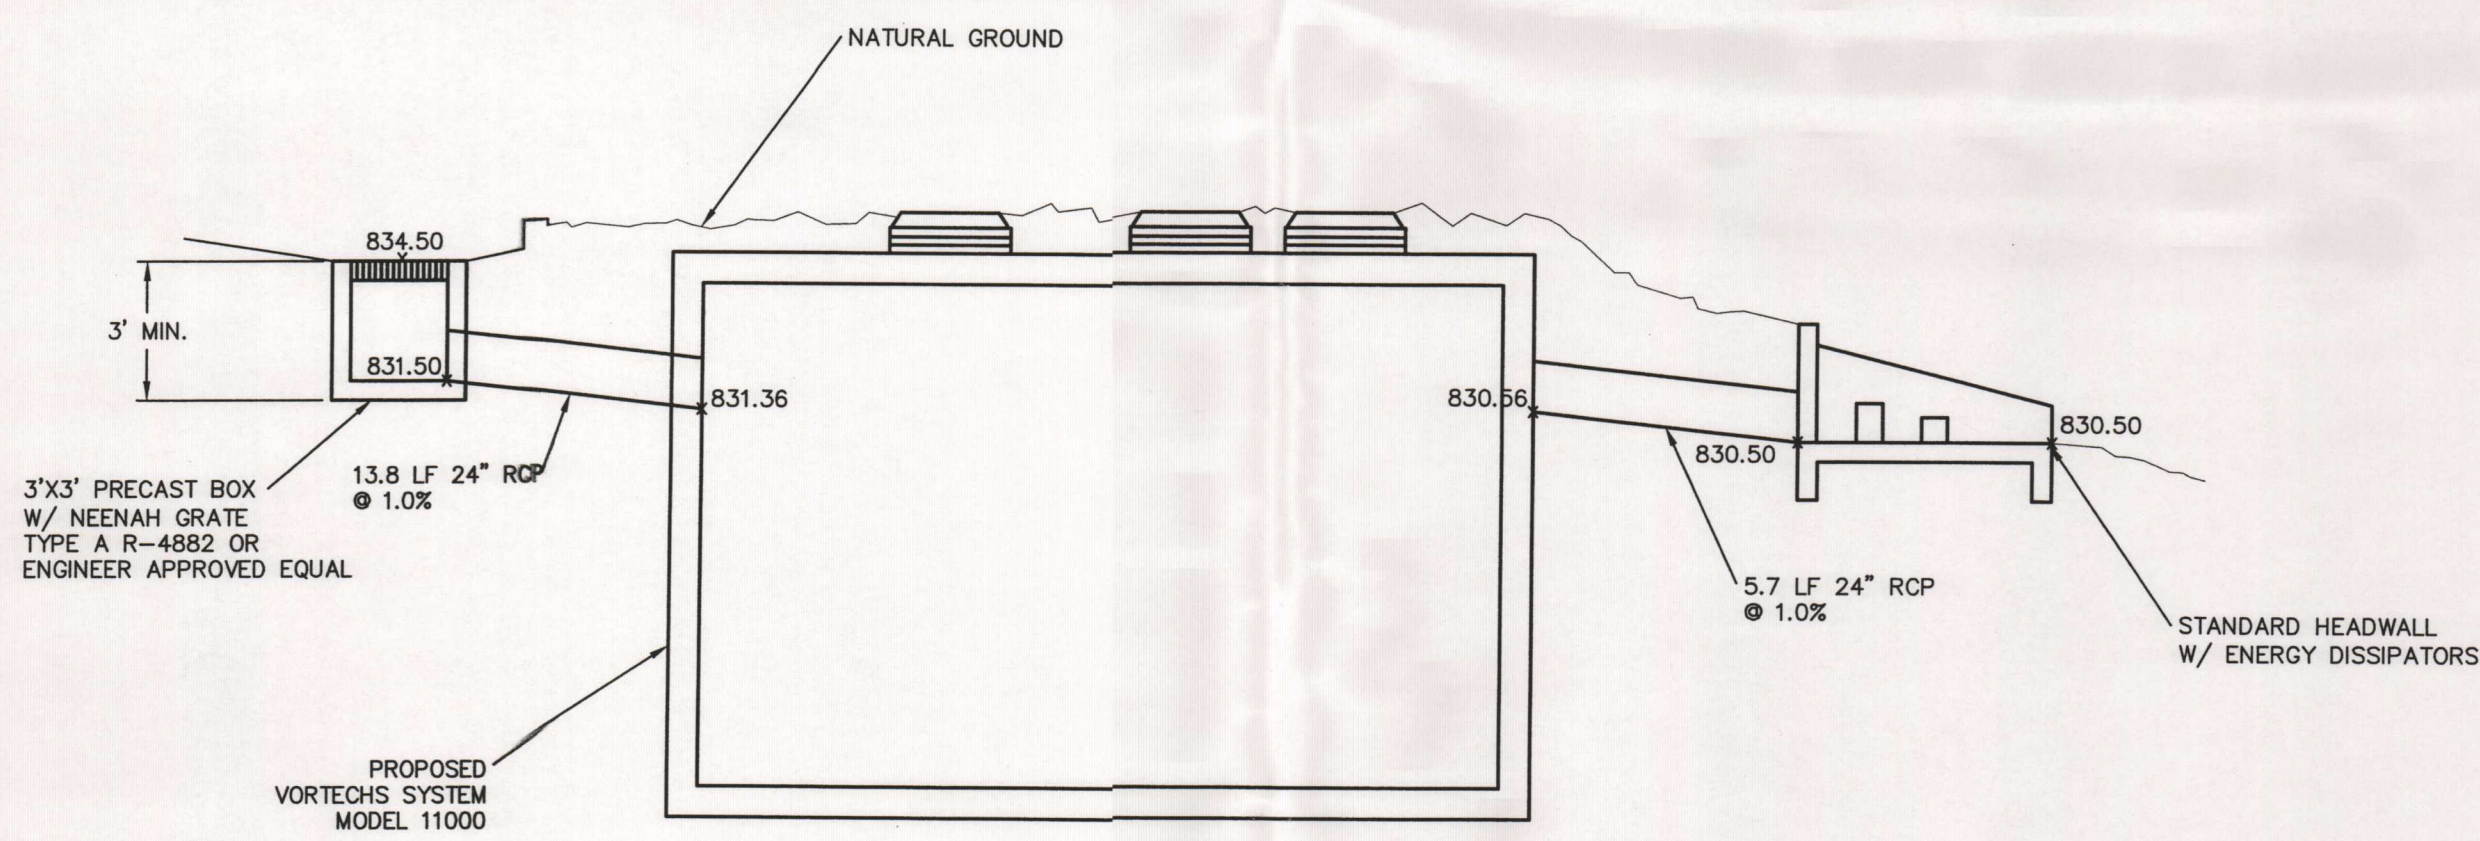 NATURAL GROUND
834.50
3' MIN.
831.50
831.36
830.56
830.50
830.50
13.8 LF 24" RCP
@ 1.0%
3'X3' PRECAST BOX
W/ NEENAH GRATE
TYPE A R-4882 OR
ENGINEER APPROVED EQUAL
5.7 LF 24" RCP
@ 1.0%
STANDARD HEADWALL
W/ ENERGY DISSIPATORS
PROPOSED
VORTECHS SYSTEM
MODEL 11000